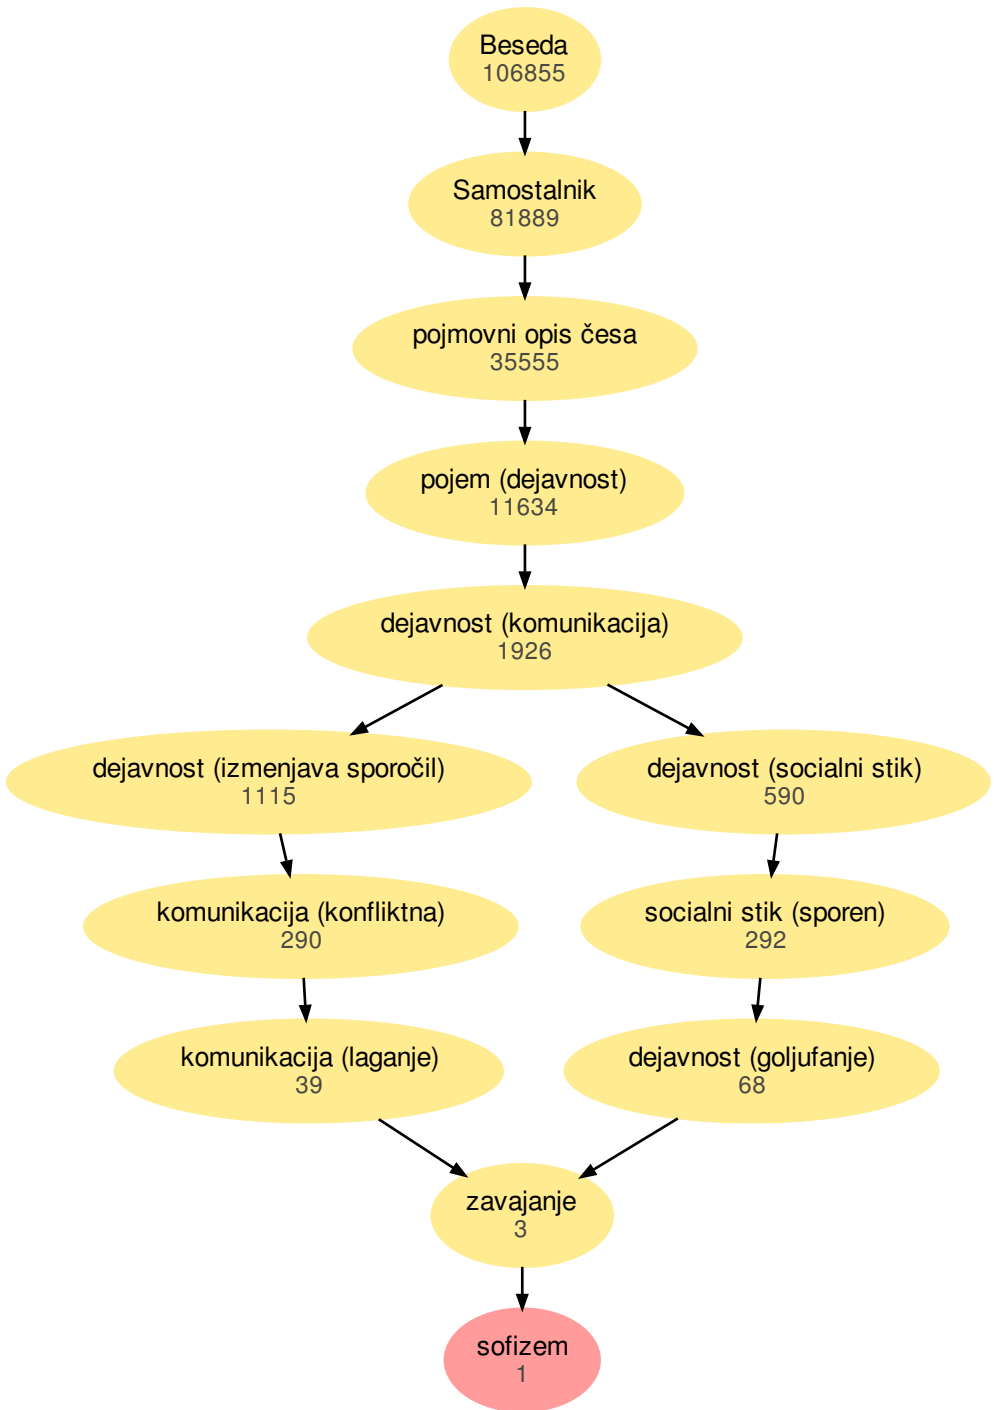 Beseda
106855
Samostalnik
81889
pojmovni opis česa
35555
pojem (dejavnost)
11634
dejavnost (komunikacija)
1926
dejavnost (izmenjava sporočil)
1115
dejavnost (socialni stik)
590
komunikacija (konfliktna)
290
socialni stik (sporen)
292
komunikacija (laganje)
39
dejavnost (goljufanje)
68
zavajanje
3
sofizem
1